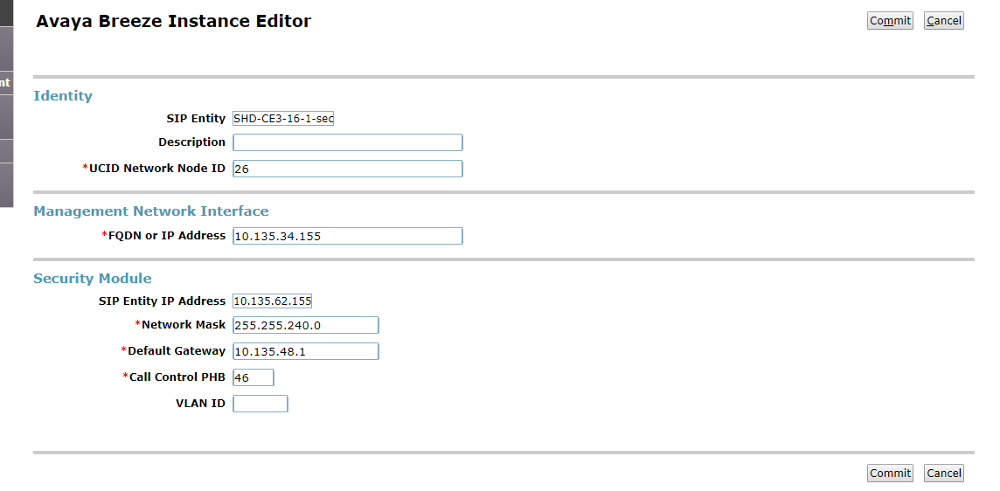 Avaya Breeze Instance Editor
Commit Cancel
nt
Identity
SIP Entity SHD-CE3-16-1-sec
Description
*UCID Network Node ID 26
Management Network Interface
*FQDN or IP Address 10.135.34.155
Security Module
SIP Entity IP Address 10.135.62.155
*Network Mask 255.255.240.0
*Default Gateway 10.135.48.1
*Call Control PHB 46
VLAN ID
Commit Cancel